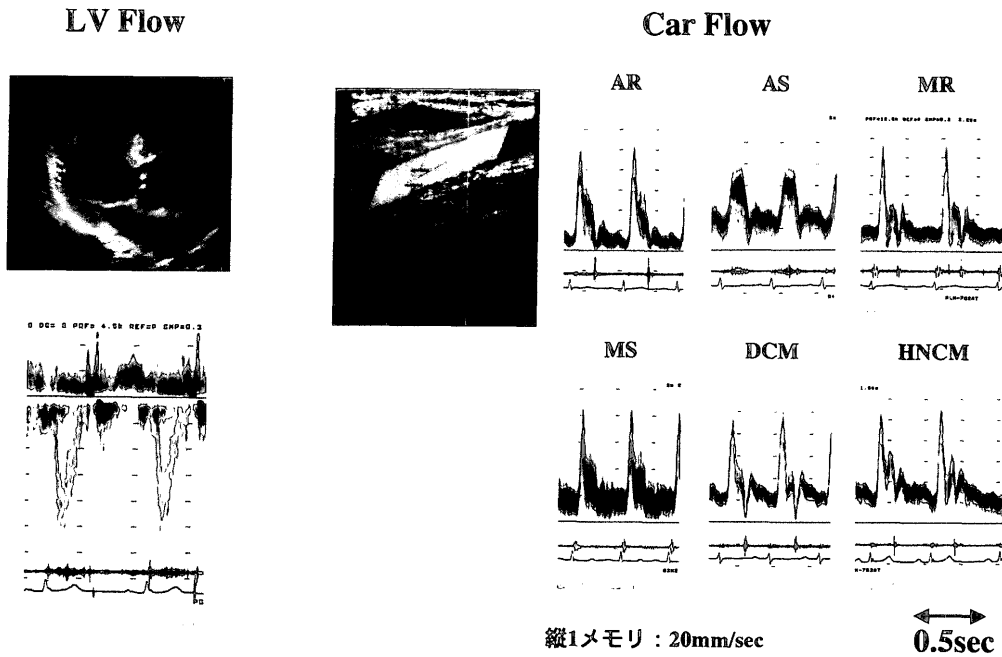 LV Flow
Car Flow
AR
AS
MR
MS
DCM
HNCM
縦1メモリ：20mm/sec
0.5sec